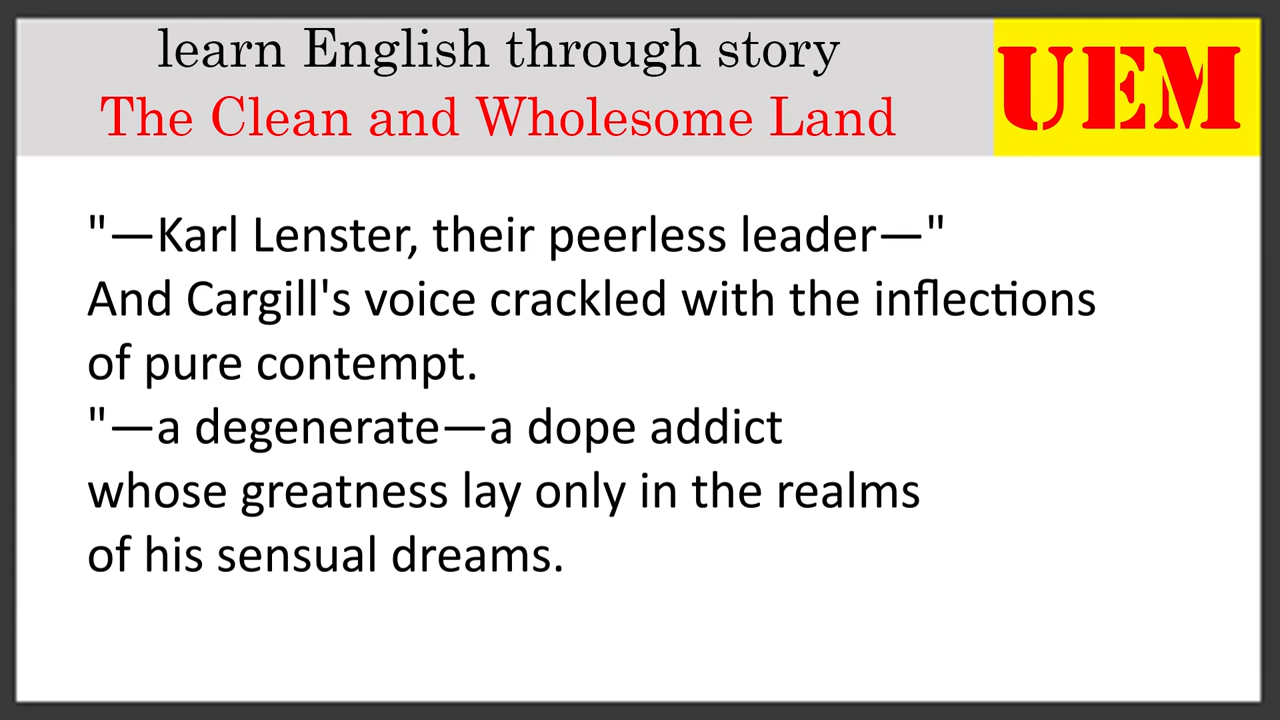 learn English through story
The Clean and Wholesome Land
UEM
"—Karl Lenster, their peerless leader—"
And Cargill's voice crackled with the inflections
of pure contempt.
"—a degenerate—a dope addict
whose greatness lay only in the realms
of his sensual dreams.